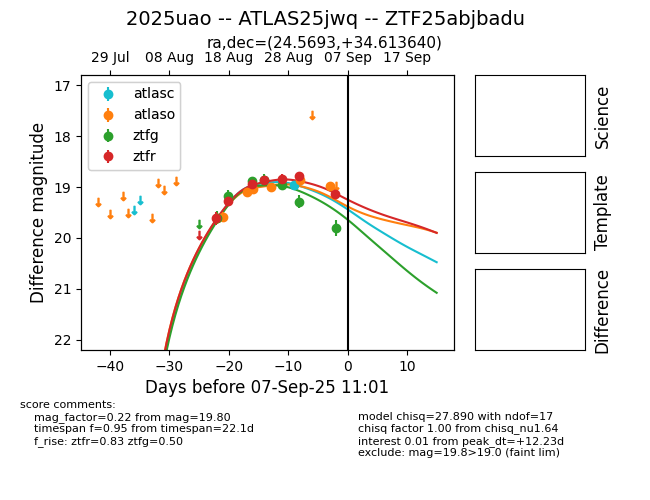 2025uao -- ATLAS25jwq -- ZTF25abjbadu
ra,dec=(24.5693,+34.613640)
29 Jul 08 Aug 18 Aug 28 Aug 07 Sep 17 Sep
17
18
19
20
21
22
Difference magnitude
atlasc
atlaso
ztfg
ztfr
−40 −30 −20 −10 0 10
Days before 07-Sep-25 11:01
Science
Template
Difference
score comments:
mag_factor=0.22 from mag=19.80
timespan f=0.95 from timespan=22.1d
f_rise: ztfr=0.83 ztfg=0.50
model chisq=27.890 with ndof=17
chisq factor 1.00 from chisq_nu1.64
interest 0.01 from peak_dt=+12.23d
exclude: mag=19.8>19.0 (faint lim)